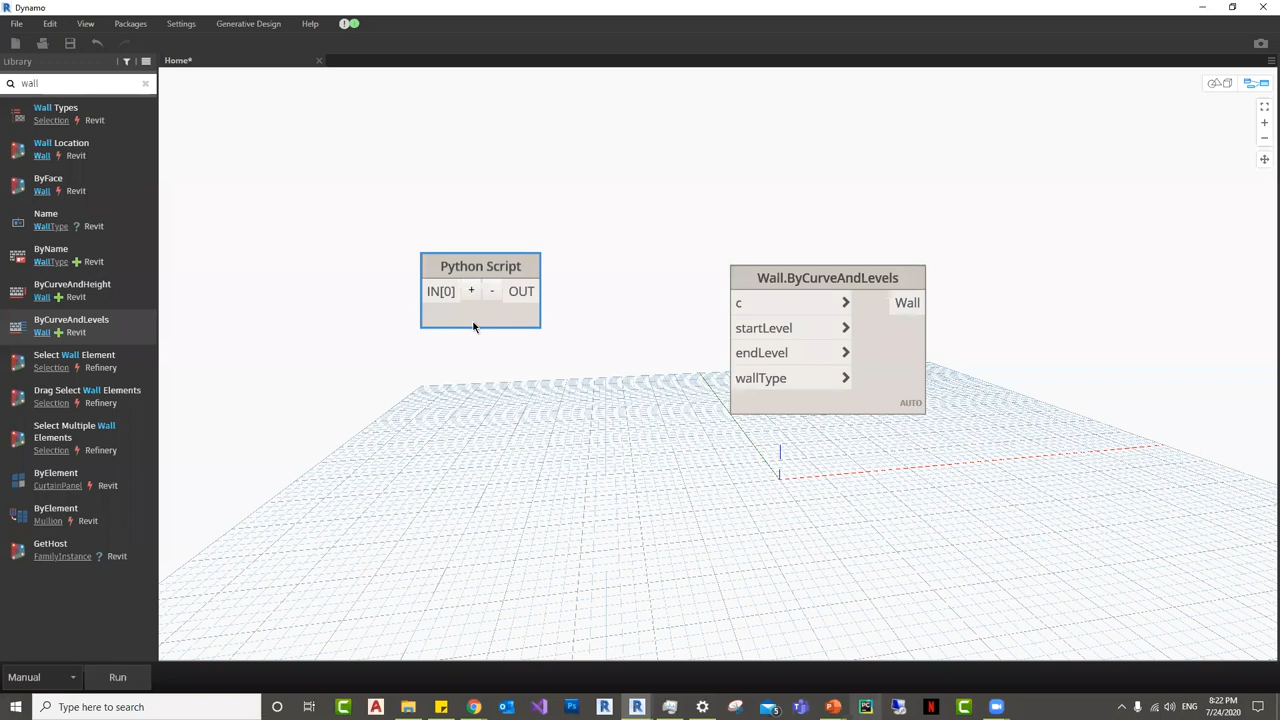 Dynamo
File Edit View Packages Settings Generative Design Help
Library
Home*
wall
Wall Types
Selection Revit
Wall Location
Wall Revit
ByFace
Wall Revit
Name
WallType ? Revit
ByName
WallType Revit
ByCurveAndHeight
Wall Revit
ByCurveAndLevels
Wall Revit
Select Wall Element
Selection Refinery
Drag Select Wall Elements
Selection Refinery
Select Multiple Wall
Elements
Selection Refinery
ByElement
CurtainPanel Revit
ByElement
Mullion Revit
GetHost
FamilyInstance ? Revit
Python Script
IN[0] + - OUT
Wall.ByCurveAndLevels
c > Wall
startLevel >
endLevel >
wallType >
AUTO
Manual Run
Type here to search
8:22 PM
7/24/2020